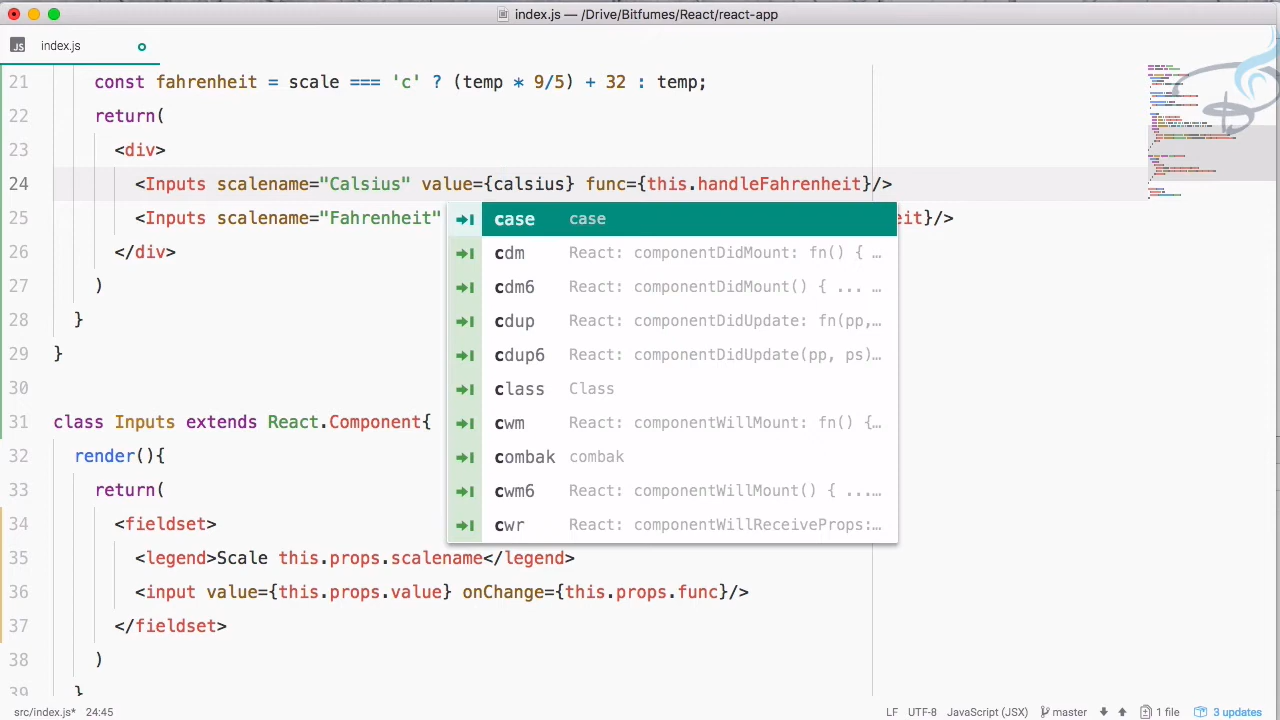 index.js — /Drive/Bitfumes/React/react-app
JS index.js
21 const fahrenheit = scale === 'c' ? (temp * 9/5) + 32 : temp;
22 return(
23 <div>
24 <Inputs scalename="Calsius" value={calsius} func={this.hadleFahrenheit}/>
25 <Inputs scalename="Fahrenheit" eit}/>
case case
cdm React: componentDidMount: fn() { …
26 </div>
cdm6 React: componentDidMount() { ... …
27 )
cdup React: componentDidUpdate: fn(pp,…
28 }
cdup6 React: componentDidUpdate(pp, ps)…
29 }
class Class
30
cwm React: componentWillMount: fn() {…
31 class Inputs extends React.Component{
combak combak
32 render(){
cwm6 React: componentWillMount() { ...…
33 return(
cwr React: componentWillReceiveProps:…
34 <fieldset>
35 <legend>Scale this.props.scalename</legend>
36 <input value={this.props.value} onChange={this.props.func}/>
37 </fieldset>
38 )
39 }
src/index.js* 24:45 LF UTF-8 JavaScript (JSX) master 1 file 3 updates